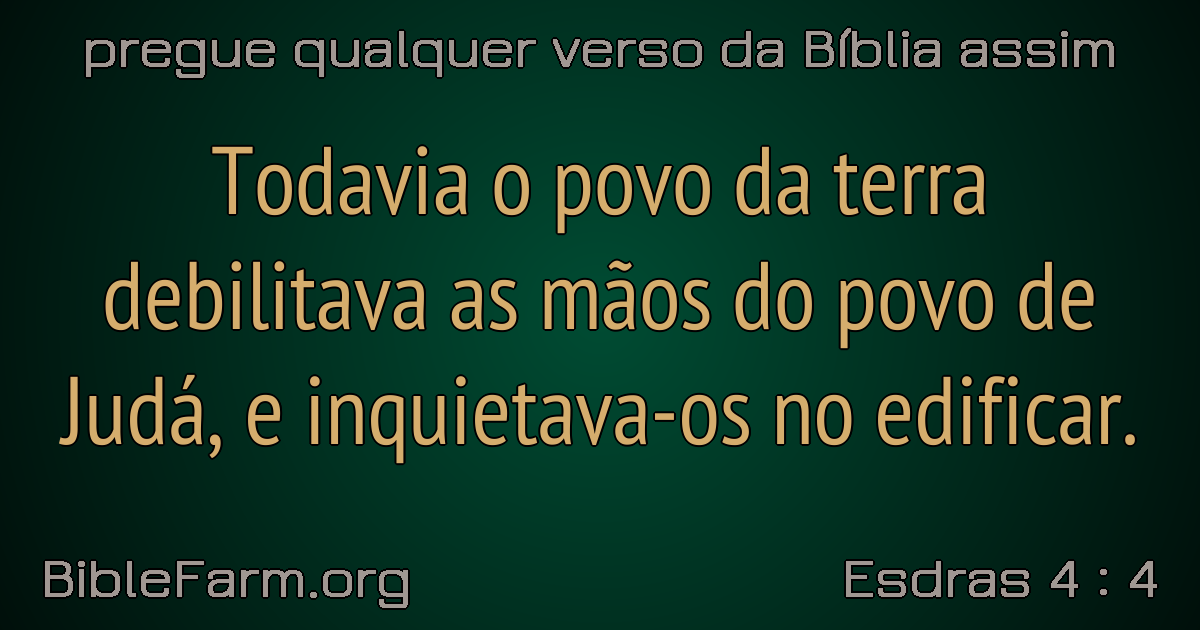 pregue qualquer verso da Bíblia assim
Todavia o povo da terra
debilitava as mãos do povo de
Judá, e inquietava-os no edificar.
BibleFarm.org
Esdras 4 : 4